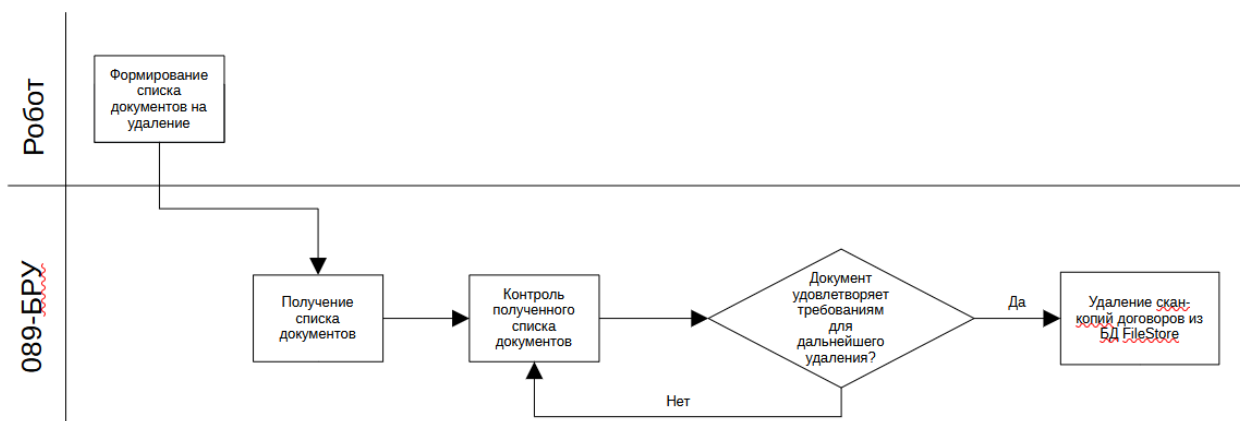 Робот
Формирование
списка
документов на
удаление
089-БРУ
Получение
списка
документов
Контроль
полученного
списка
документов
Документ
удовлетворяет
требованиям
для
дальнейшего
удаления?
Да
Удаление скан-
копий договоров из
БД FileStore
Нет